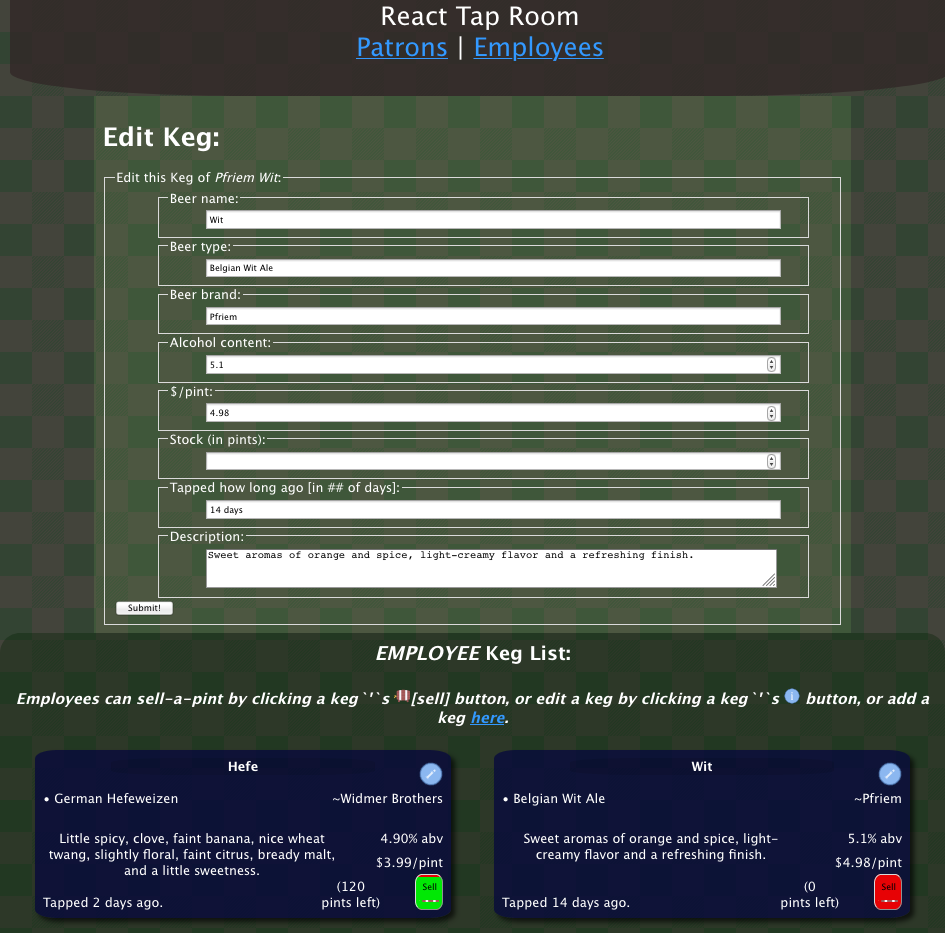 React Tap Room
Patrons | Employees
Edit Keg:
Edit this Keg of Pfriem Wit:
Beer name:
Wit
Beer type:
Belgian Wit Ale
Beer brand:
Pfriem
Alcohol content:
5.1
$/pint:
4.98
Stock (in pints):
Tapped how long ago [in ## of days]:
14 days
Description:
Sweet aromas of orange and spice, light-creamy flavor and a refreshing finish.
Submit!
EMPLOYEE Keg List:
Employees can sell-a-pint by clicking a keg`'`s [sell] button, or edit a keg by clicking a keg`'`s button, or add a
keg here.
Hefe
• German Hefeweizen ~Widmer Brothers
Little spicy, clove, faint banana, nice wheat
twang, slightly floral, faint citrus, bready malt,
and a little sweetness.
4.90% abv
$3.99/pint
Tapped 2 days ago.
(120
pints left)
Sell
Wit
• Belgian Wit Ale ~Pfriem
Sweet aromas of orange and spice, light-
creamy flavor and a refreshing finish.
5.1% abv
$4.98/pint
Tapped 14 days ago.
(0
pints left)
Sell